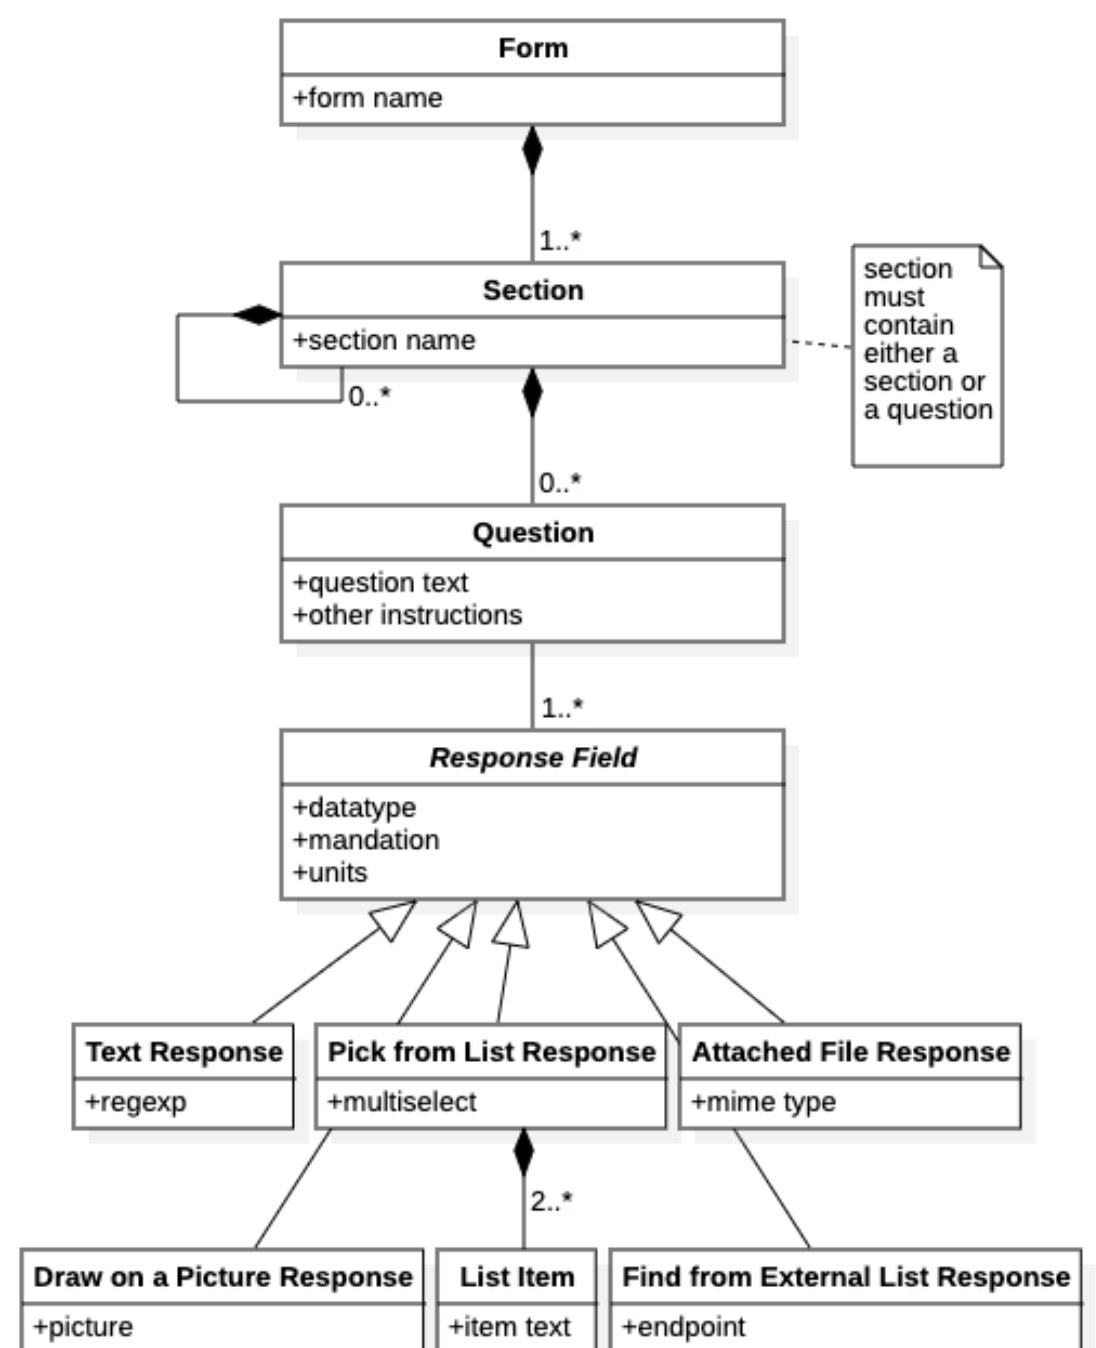 Form
+form name
1..*
Section
+section name
0..*
section
must
contain
either a
section or
a question
0..*
Question
+question text
+other instructions
1..*
Response Field
+datatype
+mandation
+units
Text Response
+regexp
Pick from List Response
+multiselect
Attached File Response
+mime type
2..*
Draw on a Picture Response
+picture
List Item
+item text
Find from External List Response
+endpoint